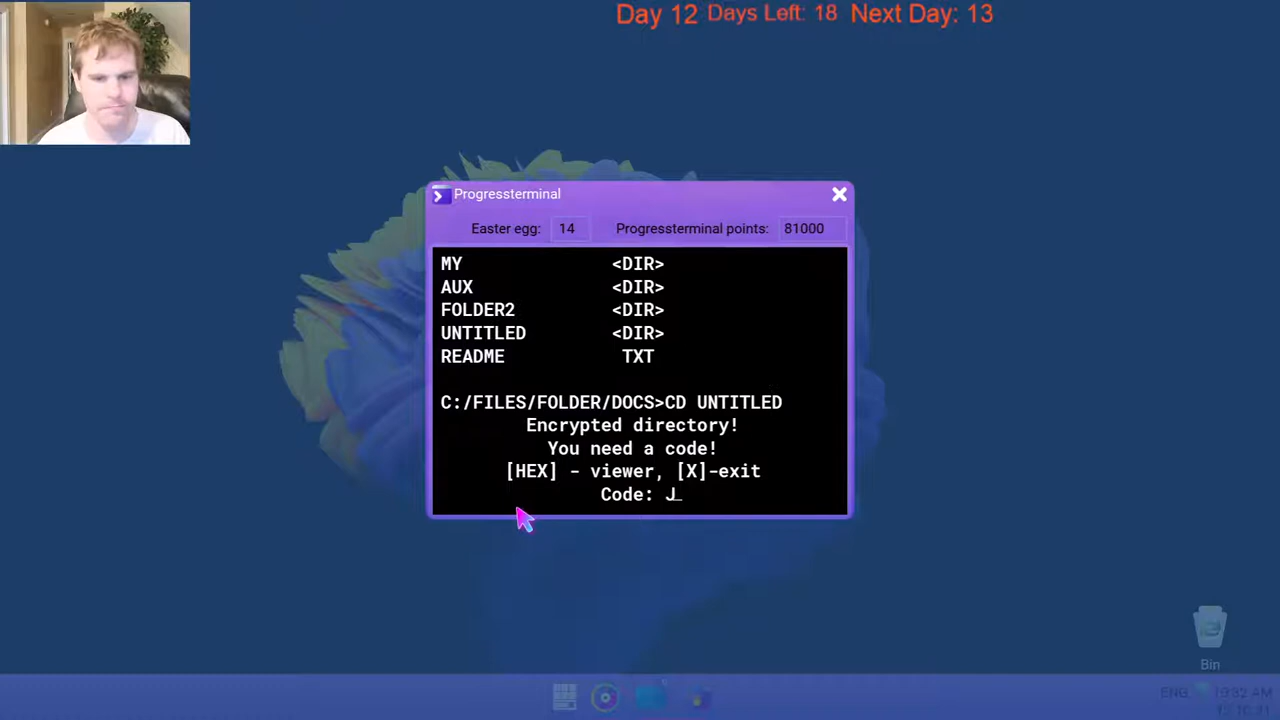 Day 12 Days Left: 18 Next Day: 13
Progressterminal
Easter egg: 14 Progressterminal points: 81000
MY <DIR>
AUX <DIR>
FOLDER2 <DIR>
UNTITLED <DIR>
README TXT
C:/FILES/FOLDER/DOCS>CD UNTITLED
Encrypted directory!
You need a code!
[HEX] - viewer, [X]-exit
Code: J_
Bin
ENG